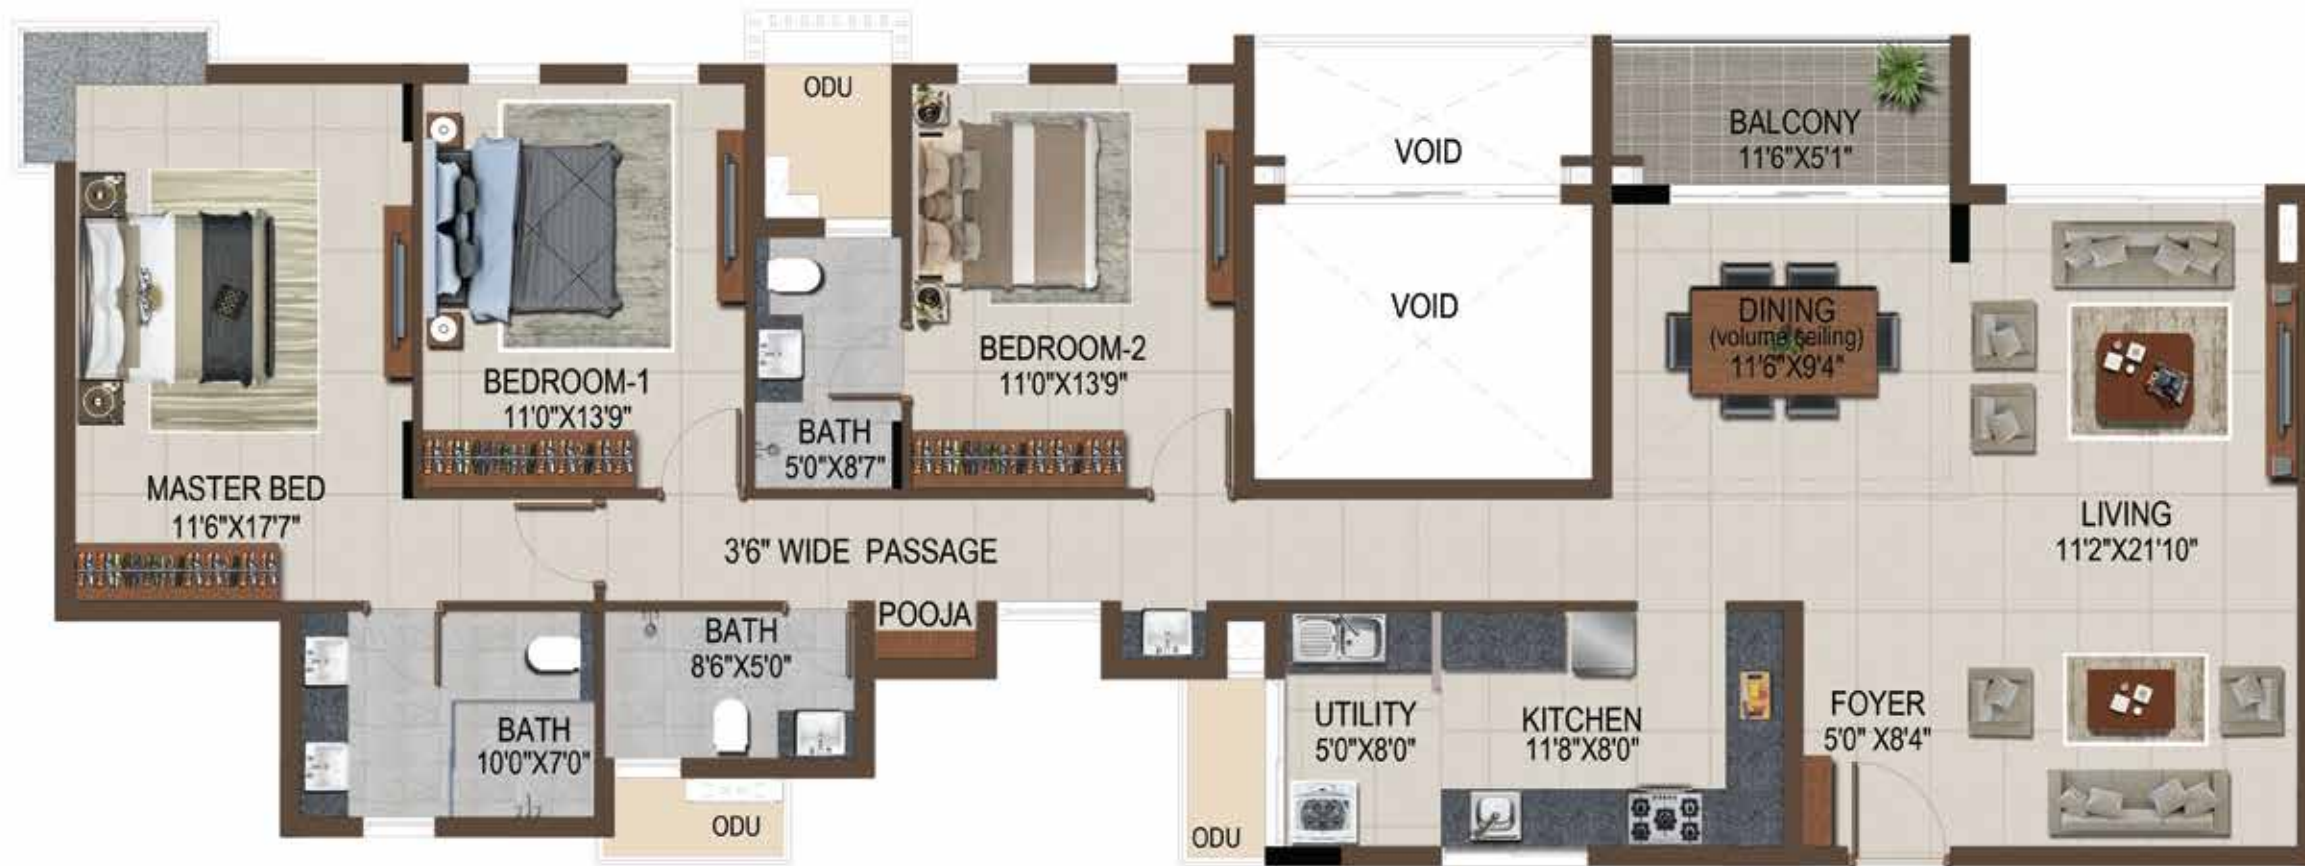 ODU
BALCONY
11'6"X5'1"
VOID
VOID
DINING
(volume ceiling)
11'6"X9'4"
BEDROOM-1
11'0"X13'9"
BEDROOM-2
11'0"X13'9"
BATH
5'0"X8'7"
MASTER BED
11'6"X17'7"
LIVING
11'2"X21'10"
3'6" WIDE PASSAGE
POOJA
BATH
8'6"X5'0"
BATH
10'0"X7'0"
UTILITY
5'0"X8'0"
KITCHEN
11'8"X8'0"
FOYER
5'0" X8'4"
ODU
ODU